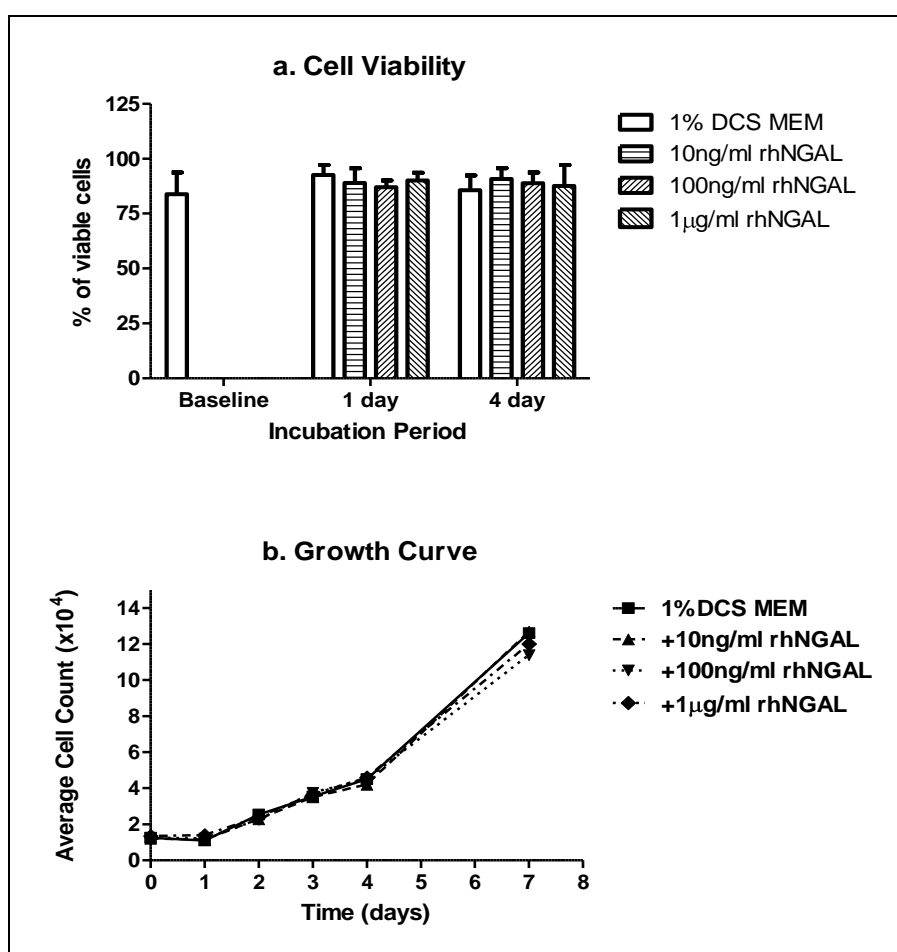 a. Cell Viability
125
100
75
50
25
0
% of viable cells
Baseline
1 day
4 day
Incubation Period
1% DCS MEM
10ng/ml rhNGAL
100ng/ml rhNGAL
1μg/ml rhNGAL
b. Growth Curve
14
12
10
8
6
4
2
0
Average Cell Count (x10⁻⁴)
0 1 2 3 4 5 6 7 8
Time (days)
1%DCS MEM
+10ng/ml rhNGAL
+100ng/ml rhNGAL
+1μg/ml rhNGAL